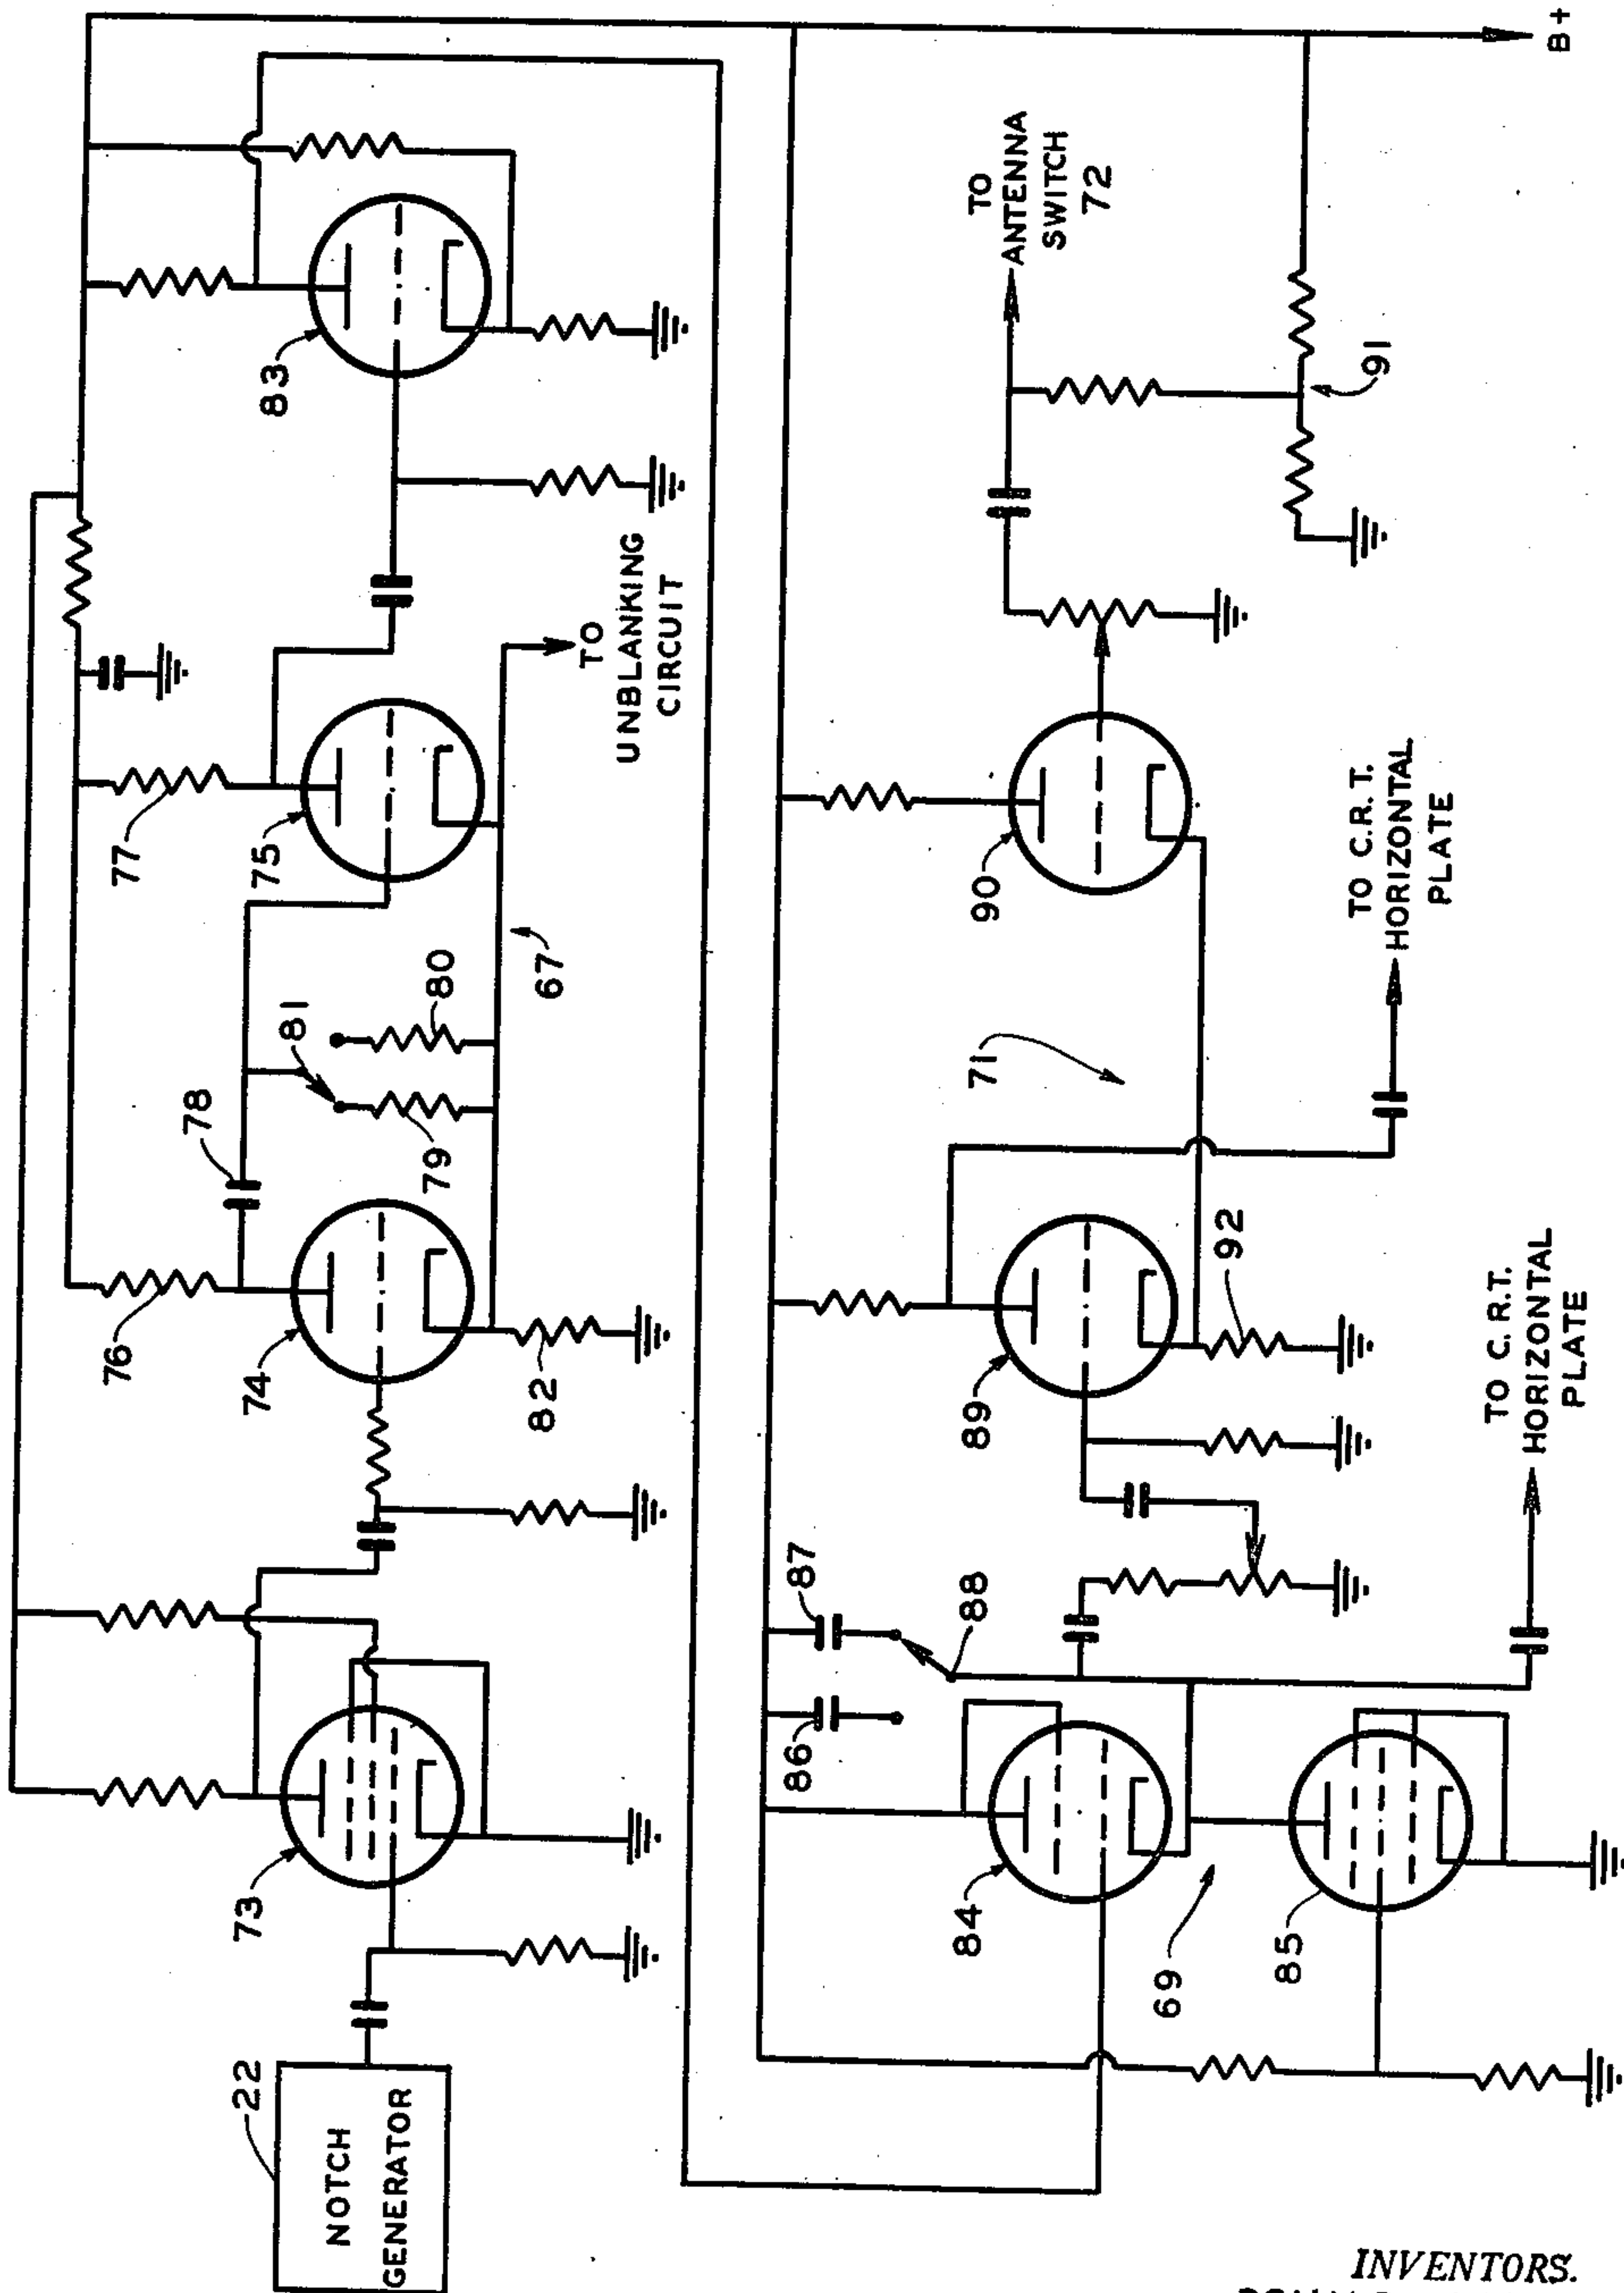 22
NOTCH
GENERATOR
73
76
74
82
78
79
80
81
67
77
75
TO
UNBLANKING
CIRCUIT
83
84
69
85
86
87
88
89
92
71
90
TO C.R.T.
HORIZONTAL
PLATE
TO C.R.T.
HORIZONTAL
PLATE
TO
ANTENNA
SWITCH
72
91
B+
INVENTORS.